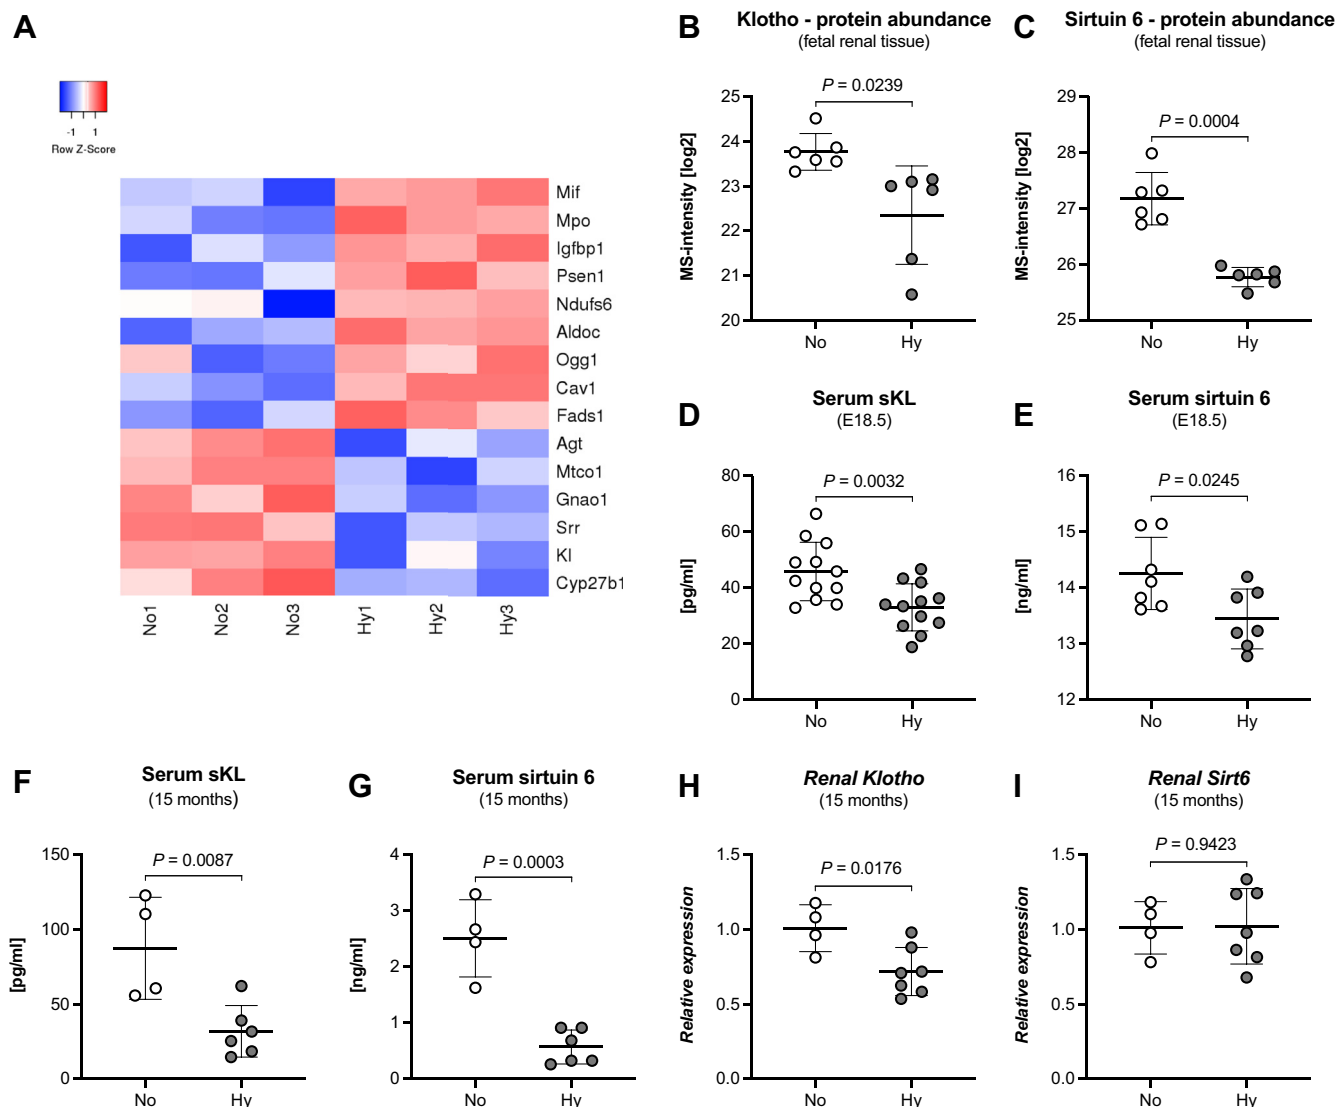 A
-1 1
Row Z-Score
Mif
Mpo
Igfbp1
Psen1
Ndufs6
Aldoc
Ogg1
Cav1
Fads1
Agt
Mtco1
Gnao1
Srr
Kl
Cyp27b1
No1 No2 No3 Hy1 Hy2 Hy3
B
Klotho - protein abundance
(fetal renal tissue)
P = 0.0239
MS-intensity [log2]
25
24
23
22
21
20
No Hy
C
Sirtuin 6 - protein abundance
(fetal renal tissue)
P = 0.0004
MS-intensity [log2]
29
28
27
26
25
No Hy
D
Serum sKL
(E18.5)
P = 0.0032
[pg/ml]
80
60
40
20
0
No Hy
E
Serum sirtuin 6
(E18.5)
P = 0.0245
[ng/ml]
16
15
14
13
12
No Hy
F
Serum sKL
(15 months)
P = 0.0087
[pg/ml]
150
100
50
0
No Hy
G
Serum sirtuin 6
(15 months)
P = 0.0003
[ng/ml]
4
3
2
1
0
No Hy
H
Renal Klotho
(15 months)
P = 0.0176
Relative expression
1.5
1.0
0.5
0.0
No Hy
I
Renal Sirt6
(15 months)
P = 0.9423
Relative expression
1.5
1.0
0.5
0.0
No Hy